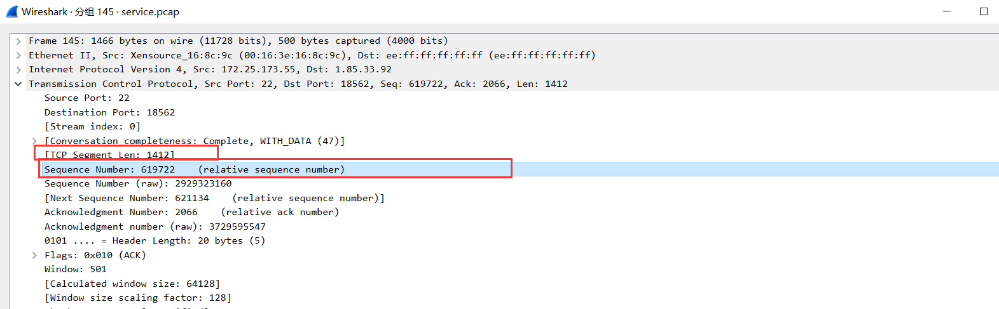 Wireshark · 分组 145 · service.pcap
Frame 145: 1466 bytes on wire (11728 bits), 500 bytes captured (4000 bits)
Ethernet II, Src: Xensource_16:8c:9c (00:16:3e:16:8c:9c), Dst: ee:ff:ff:ff:ff:ff (ee:ff:ff:ff:ff:ff)
Internet Protocol Version 4, Src: 172.25.173.55, Dst: 1.85.33.92
Transmission Control Protocol, Src Port: 22, Dst Port: 18562, Seq: 619722, Ack: 2066, Len: 1412
Source Port: 22
Destination Port: 18562
[Stream index: 0]
[Conversation completeness: Complete, WITH_DATA (47)]
[TCP Segment Len: 1412]
Sequence Number: 619722    (relative sequence number)
Sequence Number (raw): 2929323160
[Next Sequence Number: 621134    (relative sequence number)]
Acknowledgment Number: 2066    (relative ack number)
Acknowledgment number (raw): 3729595547
0101 .... = Header Length: 20 bytes (5)
Flags: 0x010 (ACK)
Window: 501
[Calculated window size: 64128]
[Window size scaling factor: 128]